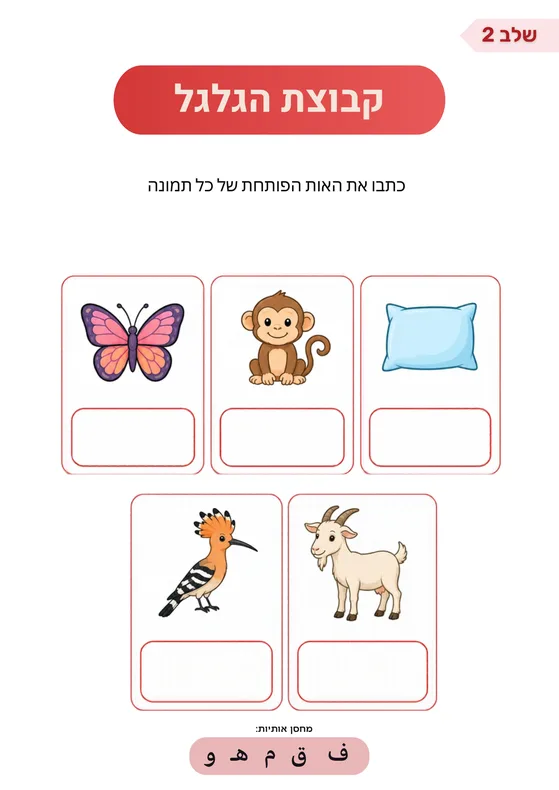 שלב 2
קבוצת הגלגל
כתבו את האות הפותחת של כל תמונה
מחסן אותיות:
ف ق م هـ و